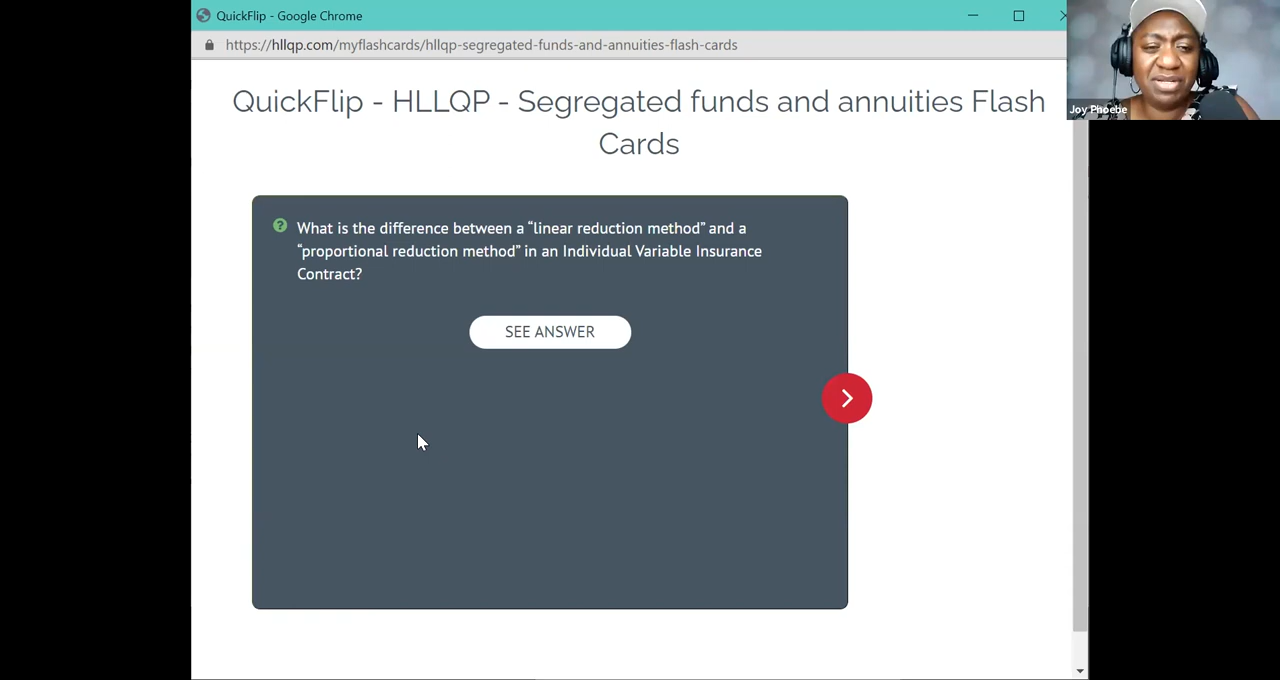 QuickFlip - Google Chrome
https://hllqp.com/myflashcards/hllqp-segregated-funds-and-annuities-flash-cards
Joy Phoebe
QuickFlip - HLLQP - Segregated funds and annuities Flash
Cards
What is the difference between a “linear reduction method” and a
“proportional reduction method” in an Individual Variable Insurance
Contract?
SEE ANSWER